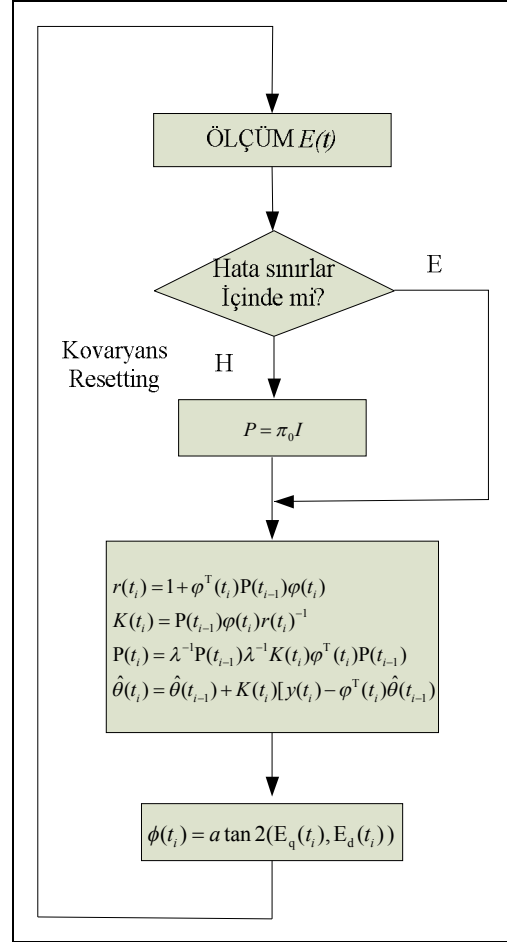 ÖLÇÜM E(t)
Hata sınırlar
İçinde mi?
E
Kovaryans
Resetting
H
P = π₀I
r(tᵢ) = 1 + φᵀ(tᵢ)P(tᵢ₋₁)φ(tᵢ)
K(tᵢ) = P(tᵢ₋₁)φ(tᵢ)r(tᵢ)⁻¹
P(tᵢ) = λ⁻¹P(tᵢ₋₁)λ⁻¹K(tᵢ)φᵀ(tᵢ)P(tᵢ₋₁)
θ̂(tᵢ) = θ̂(tᵢ₋₁) + K(tᵢ)[y(tᵢ) − φᵀ(tᵢ)θ̂(tᵢ₋₁)
ϕ(tᵢ) = a tan 2(E_q(tᵢ), E_d(tᵢ))